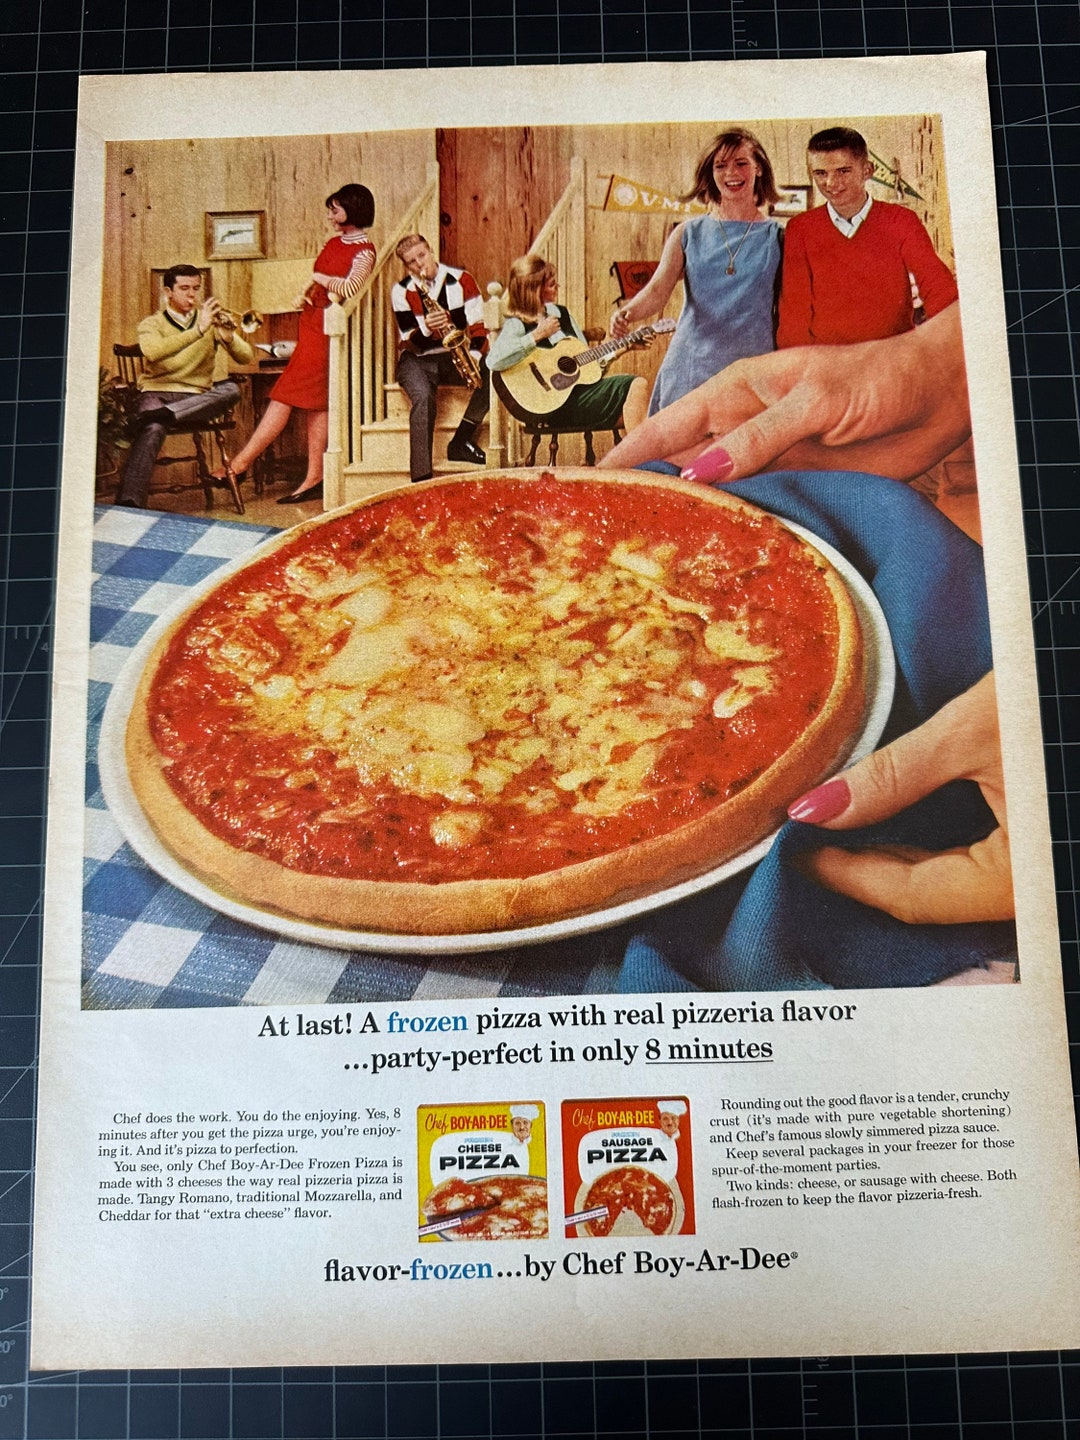 V·M·
At last! A frozen pizza with real pizzeria flavor
...party-perfect in only 8 minutes
Chef does the work. You do the enjoying. Yes, 8
minutes after you get the pizza urge, you're enjoy-
ing it. And it's pizza to perfection.
You see, only Chef Boy-Ar-Dee Frozen Pizza is
made with 3 cheeses the way real pizzeria pizza is
made. Tangy Romano, traditional Mozzarella, and
Cheddar for that "extra cheese" flavor.
Chef BOY-AR-DEE
FROZEN
CHEESE
PIZZA
Chef BOY-AR-DEE
FROZEN
SAUSAGE
PIZZA
Rounding out the good flavor is a tender, crunchy
crust (it's made with pure vegetable shortening)
and Chef's famous slowly simmered pizza sauce.
Keep several packages in your freezer for those
spur-of-the-moment parties.
Two kinds: cheese, or sausage with cheese. Both
flash-frozen to keep the flavor pizzeria-fresh.
flavor-frozen...by Chef Boy-Ar-Dee®